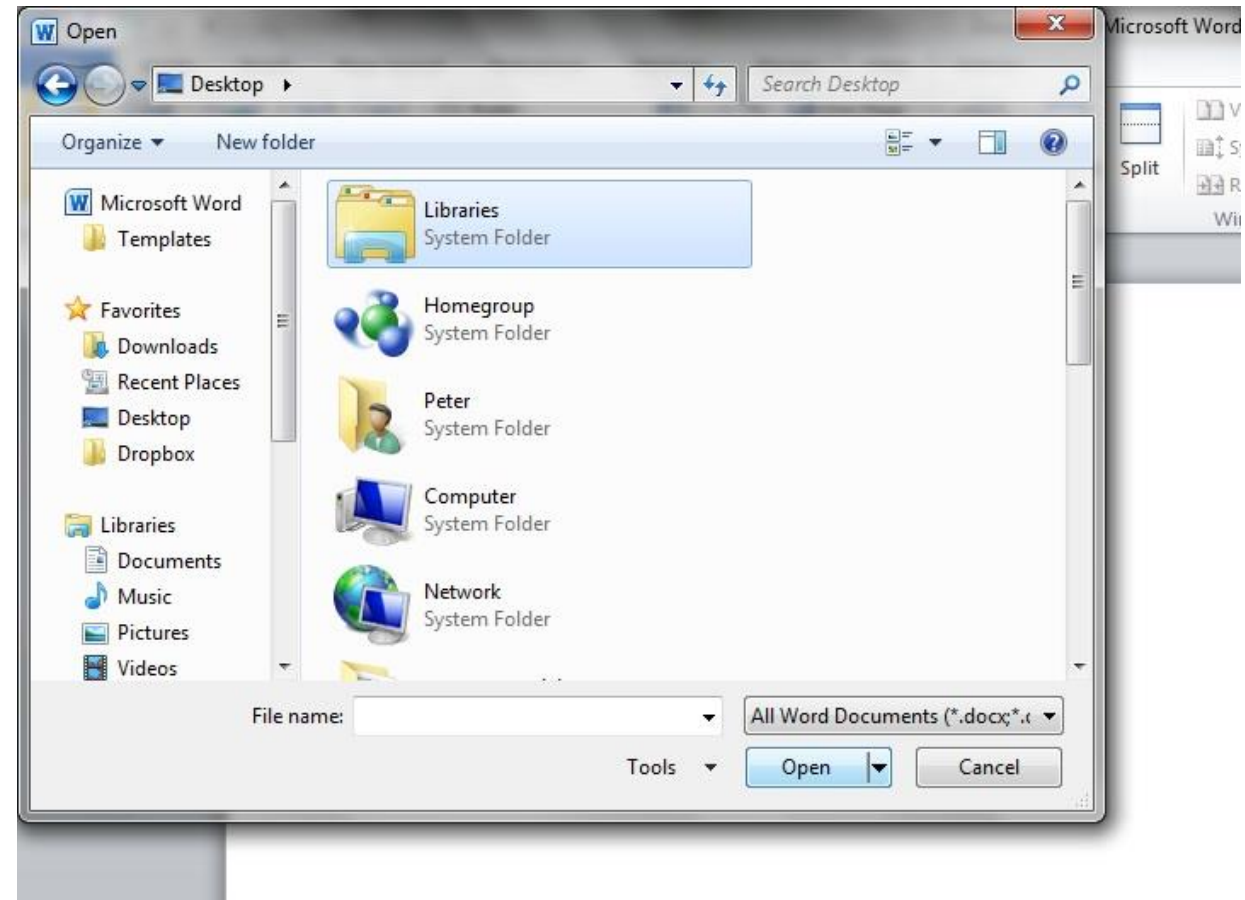 Open
Microsoft Word
Desktop
Search Desktop
Organize
New folder
Split
Microsoft Word
Templates
Favorites
Downloads
Recent Places
Desktop
Dropbox
Libraries
Documents
Music
Pictures
Videos
Libraries
System Folder
Homegroup
System Folder
Peter
System Folder
Computer
System Folder
Network
System Folder
File name:
All Word Documents (*.docx;*.
Tools
Open
Cancel